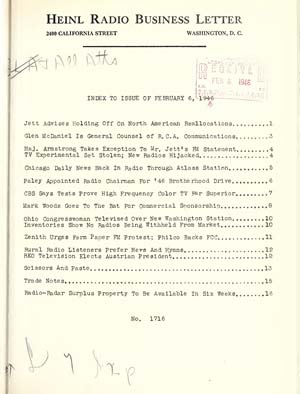 HEINL RADIO BUSINESS LETTER
2400 CALIFORNIA STREET WASHINGTON, D. C.
INDEX TO ISSUE OF FEBRUARY 6, 1946
Jett Advises Holding Off On North American Reallocations.....1
Glen McDaniel Is General Counsel of R.C.A. Communications.....3
Maj. Armstrong Takes Exception To Mr. Jett's FM Statement.....4
TV Experimental Set Stolen; New Radios Hijacked.....4
Chicago Daily News Back In Radio Through Atlass Station.....5
Paley Appointed Radio Chairman For '46 Brotherhood Drive.....6
CBS Says Tests Prove High Frequency Color TV Far Superior.....7
Mark Woods Goes To The Bat For Commercial Sponsorship.....8
Ohio Congresswoman Televised Over New Washington Station.....10
Inventories Show No Radios Being Withheld From Market.....10
Zenith Urges Farm Paper FM Protest; Philco Backs FCC.....11
Rural Radio Listeners Prefer News And Hymns.....12
RKO Television Elects Austrian President.....12
Scissors And Paste.....13
Trade Notes.....15
Radio-Radar Surplus Property To Be Available In Six Weeks.....16
No. 1716